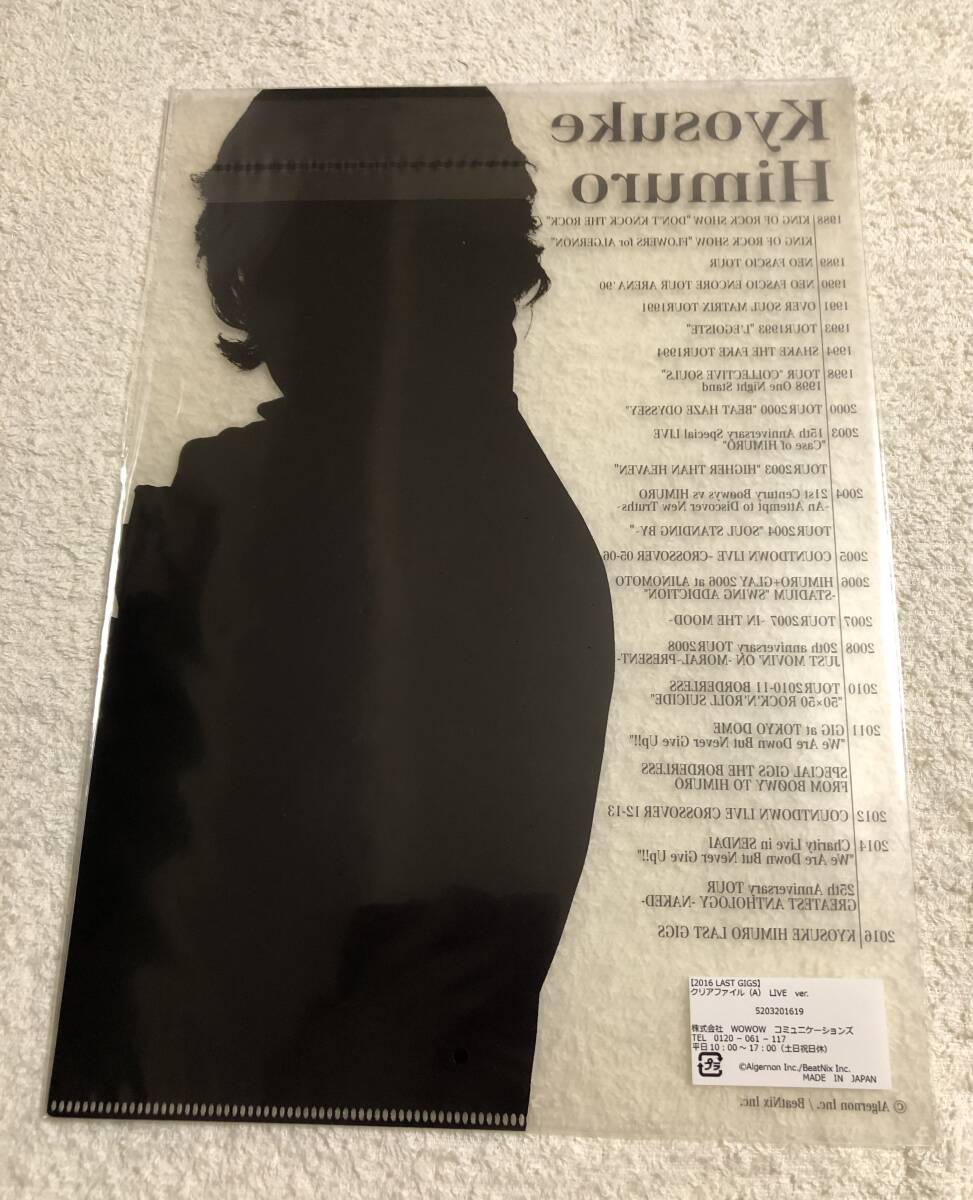 Kyosuke
Himuro
1988 KING OF ROCK SHOW "DON'T KNOCK THE ROCK"
KING OF ROCK SHOW "FLOWERS for ALGERNON"
1989 NEO FASCIO TOUR
1990 NEO FASCIO ENCORE TOUR ARENA '90
1991 OVER SOUL MATRIX TOUR1991
1993 TOUR1993 "L'EGOISTE"
1994 SHAKE THE FAKE TOUR1994
1998 TOUR "COLLECTIVE SOULS"
1998 One Night Stand
2000 TOUR2000 "BEAT HAZE ODYSSEY"
2003 15th Anniversary Special LIVE
"Case of HIMURO"
TOUR2003 "HIGHER THAN HEAVEN"
2004 21st Century Boøwys vs HIMURO
-An Attempt to Discover New Truths-
TOUR2004 "SOUL STANDING BY-"
2005 COUNTDOWN LIVE -CROSSOVER 05-06
2006 HIMURO+GLAY 2006 at AJINOMOTO
-STADIUM "SWING ADDICTION"
2007 TOUR2007 -IN THE MOOD-
2008 20th anniversary TOUR2008
JUST MOVIN' ON -MORAL-PRESENT-
2010 TOUR2010-11 BORDERLESS
"50×50 ROCK'N'ROLL SUICIDE"
2011 GIG at TOKYO DOME
"We Are Down But Never Give Up!!"
SPECIAL GIGS THE BORDERLESS
FROM BOØWY TO HIMURO
2012 COUNTDOWN LIVE CROSSOVER 12-13
2014 Charity Live in SENDAI
"We Are Down But Never Give Up!!"
25th Anniversary TOUR
GREATEST ANTHOLOGY -NAKED-
2016 KYOSUKE HIMURO LAST GIGS
【2016 LAST GIGS】
クリアファイル（A） LIVE ver.
5203201619
株式会社 WOWOW コミュニケーションズ
TEL 0120－061－117
平日10：00～17：00（土日祝日休）
プラ
©Algernon Inc./BeatNix Inc.
MADE IN JAPAN
© Algernon Inc. / BeatNix Inc.